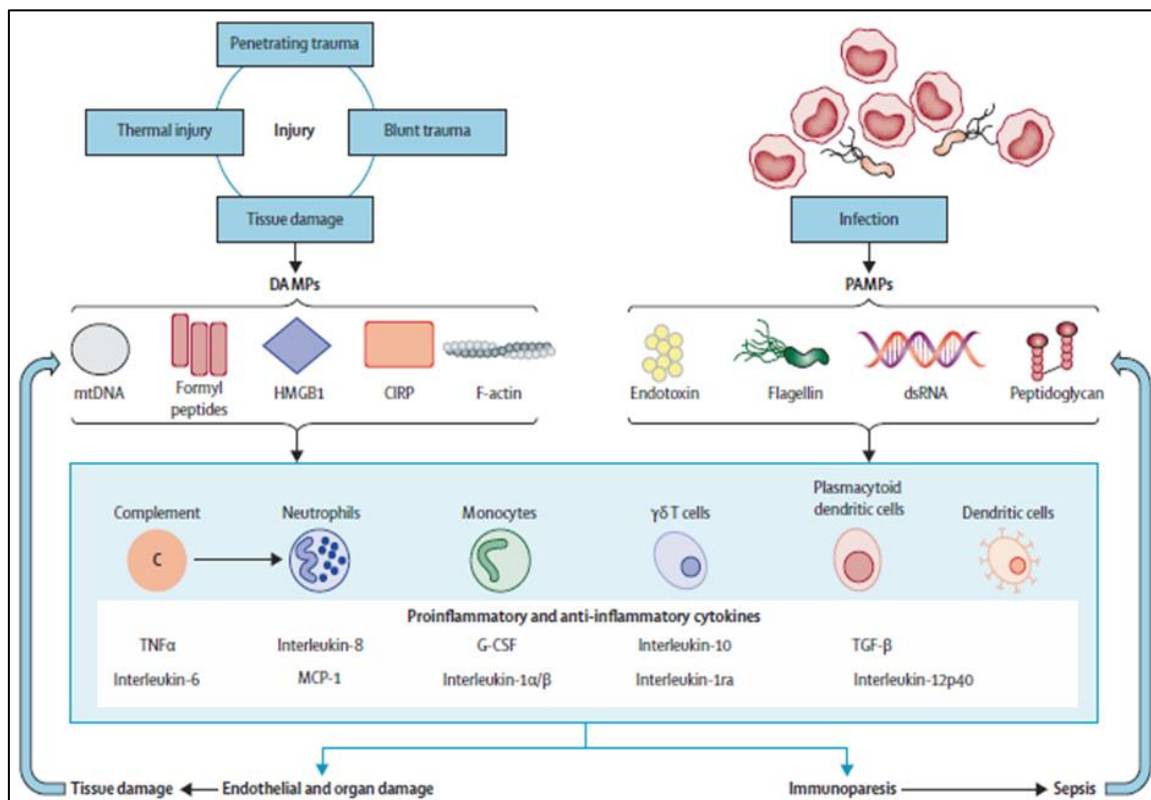 Penetrating trauma
Thermal injury
Injury
Blunt trauma
Tissue damage
Infection
DAMPs
PAMPs
mtDNA
Formyl
peptides
HMGB1
CIRP
F-actin
Endotoxin
Flagellin
dsRNA
Peptidoglycan
Complement
Neutrophils
Monocytes
γδ T cells
Plasmacytoid
dendritic cells
Dendritic cells
C
Proinflammatory and anti-inflammatory cytokines
TNFα
Interleukin-8
G-CSF
Interleukin-10
TGF-β
Interleukin-6
MCP-1
Interleukin-1α/β
Interleukin-1ra
Interleukin-12p40
Tissue damage
Endothelial and organ damage
Immunoparesis
Sepsis